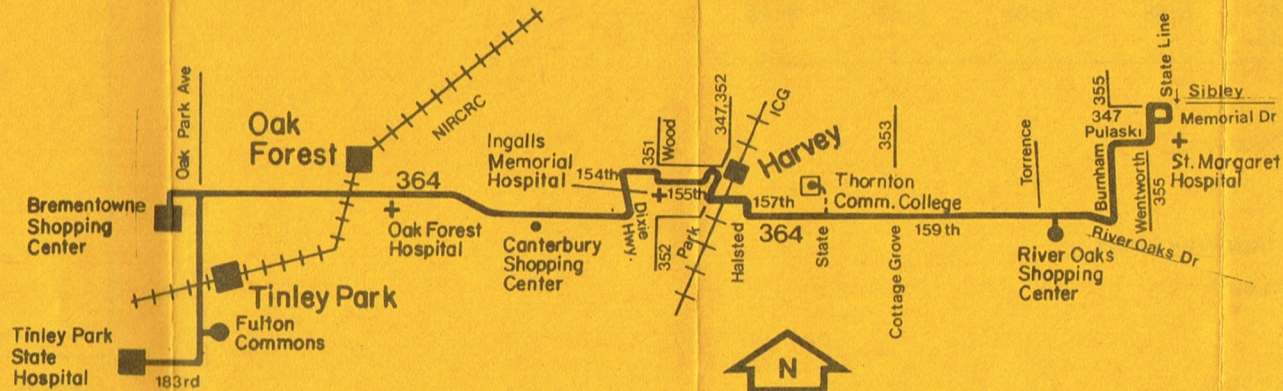 Oak Park Ave
Oak
Forest
NIRCRC
364
Brementowne
Shopping
Center
Oak Forest
Hospital
Tinley Park
Fulton
Commons
Tinley Park
State
Hospital
183rd
Ingalls
Memorial
Hospital
154th
Canterbury
Shopping
Center
Dixie
Hwy.
351
Wood
155th
352
Park
347,352
ICG
Harvey
Halsted
157th
364
Thornton
Comm. College
State
353
Cottage Grove
159th
Torrence
River Oaks
Shopping
Center
River Oaks Dr
Burnham
355
347
Pulaski
Wentworth
355
State Line
Sibley
Memorial Dr
St. Margaret
Hospital
N